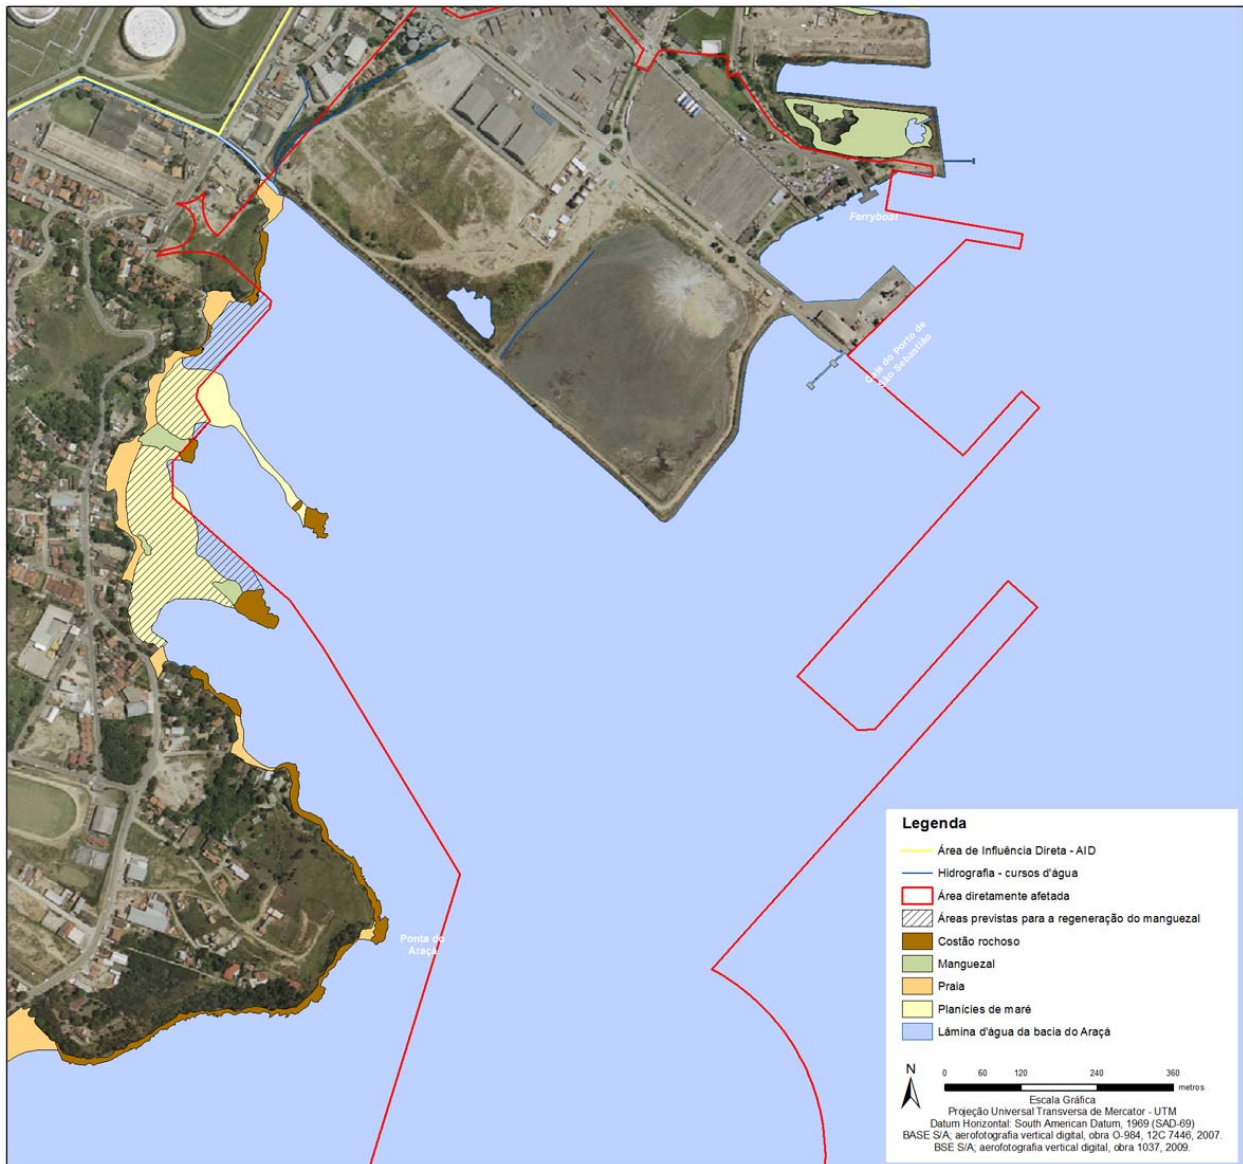 Ferryboat
Cais do Porto de
São Sebastião
Ponta do
Araçá
Legenda
Área de Influência Direta - AID
Hidrografia - cursos d'água
Área diretamente afetada
Áreas previstas para a regeneração do manguezal
Costão rochoso
Manguezal
Praia
Planícies de maré
Lâmina d'água da bacia do Araçá
N
0 60 120 240 360
metros
Escala Gráfica
Projeção Universal Transversa de Mercator - UTM
Datum Horizontal: South American Datum, 1969 (SAD-69)
BASE S/A; aerofotografia vertical digital, obra O-984, 12C 7446, 2007.
BSE S/A; aerofotografia vertical digital, obra 1037, 2009.